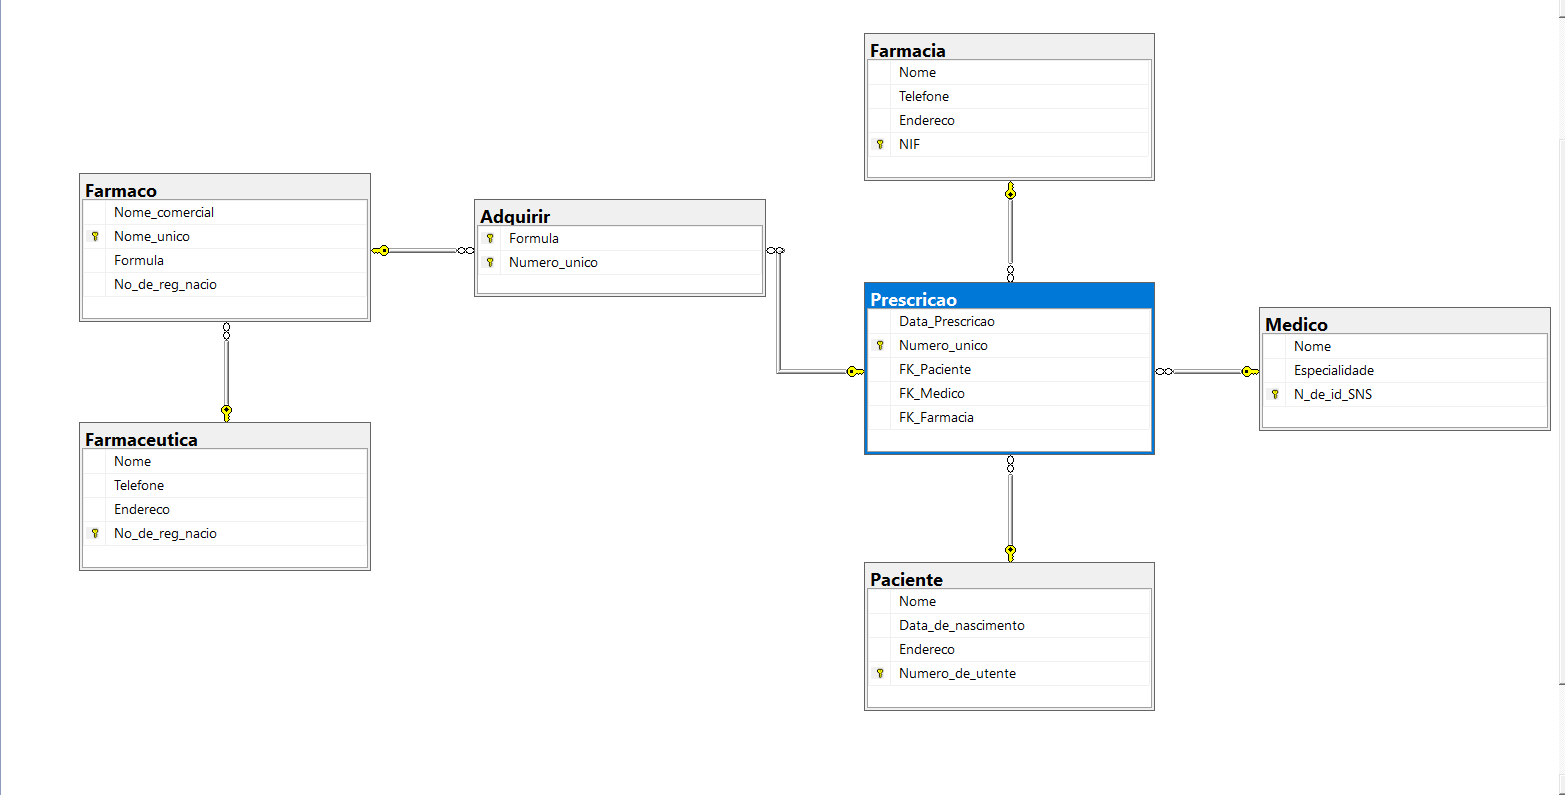 Farmacia
Nome
Telefone
Endereco
NIF
Farmaco
Nome_comercial
Nome_unico
Formula
No_de_reg_nacio
Adquirir
Formula
Numero_unico
Prescricao
Data_Prescricao
Numero_unico
FK_Paciente
FK_Medico
FK_Farmacia
Medico
Nome
Especialidade
N_de_id_SNS
Farmaceutica
Nome
Telefone
Endereco
No_de_reg_nacio
Paciente
Nome
Data_de_nascimento
Endereco
Numero_de_utente